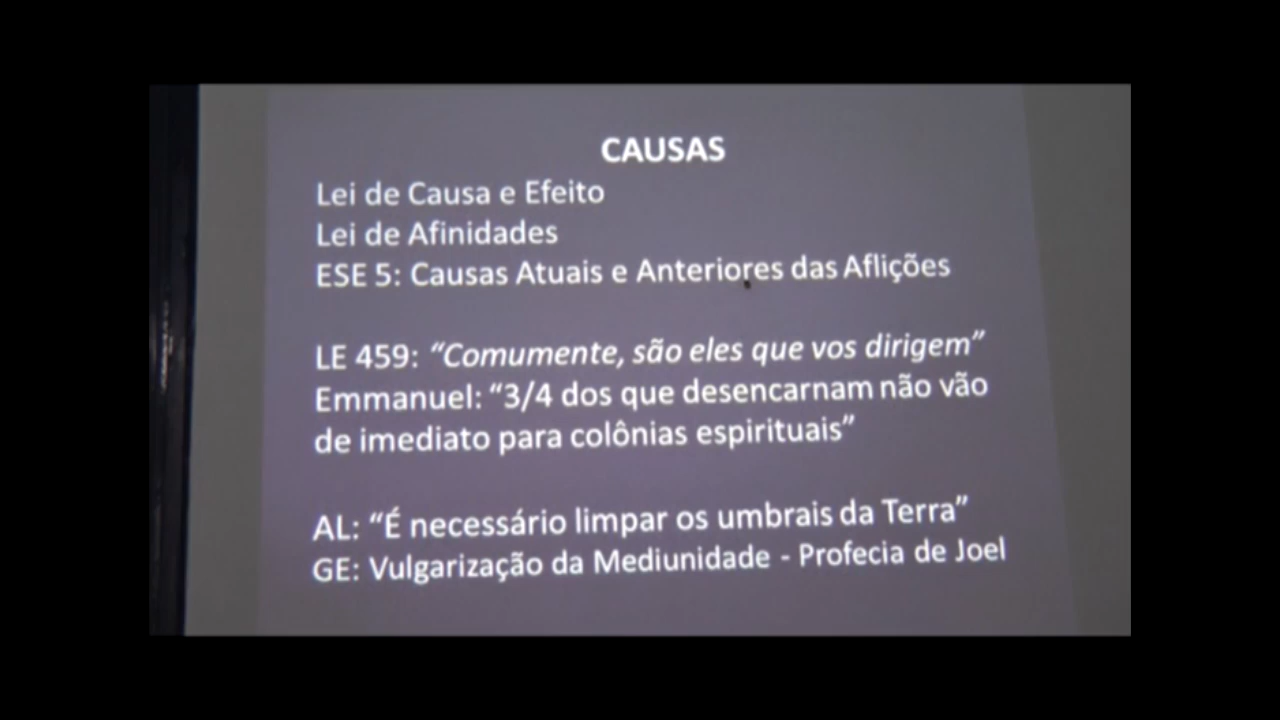 CAUSAS
Lei de Causa e Efeito
Lei de Afinidades
ESE 5: Causas Atuais e Anteriores das Aflições
LE 459: “Comumente, são eles que vos dirigem”
Emmanuel: “3/4 dos que desencarnam não vão
de imediato para colônias espirituais”
AL: “É necessário limpar os umbrais da Terra”
GE: Vulgarização da Mediunidade - Profecia de Joel